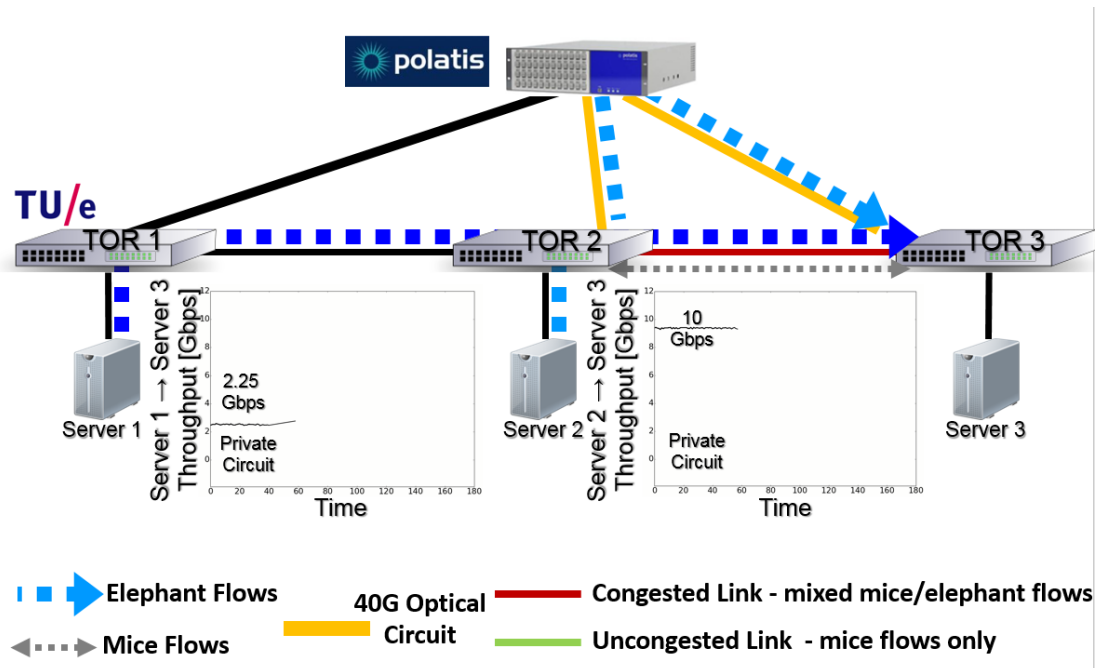 polatis
polatis
TU/e
TOR 1
TOR 2
TOR 3
Server 1 → Server 3
Throughput [Gbps]
12
10
8
6
4
2
0
2.25
Gbps
Private
Circuit
0 20 40 60 80 100 120 140 160 180
Time
Server 2 → Server 3
Throughput [Gbps]
12
10
8
6
4
2
0
10
Gbps
Private
Circuit
0 20 40 60 80 100 120 140 160 180
Time
Server 1
Server 2
Server 3
Elephant Flows
Mice Flows
40G Optical
Circuit
Congested Link - mixed mice/elephant flows
Uncongested Link - mice flows only